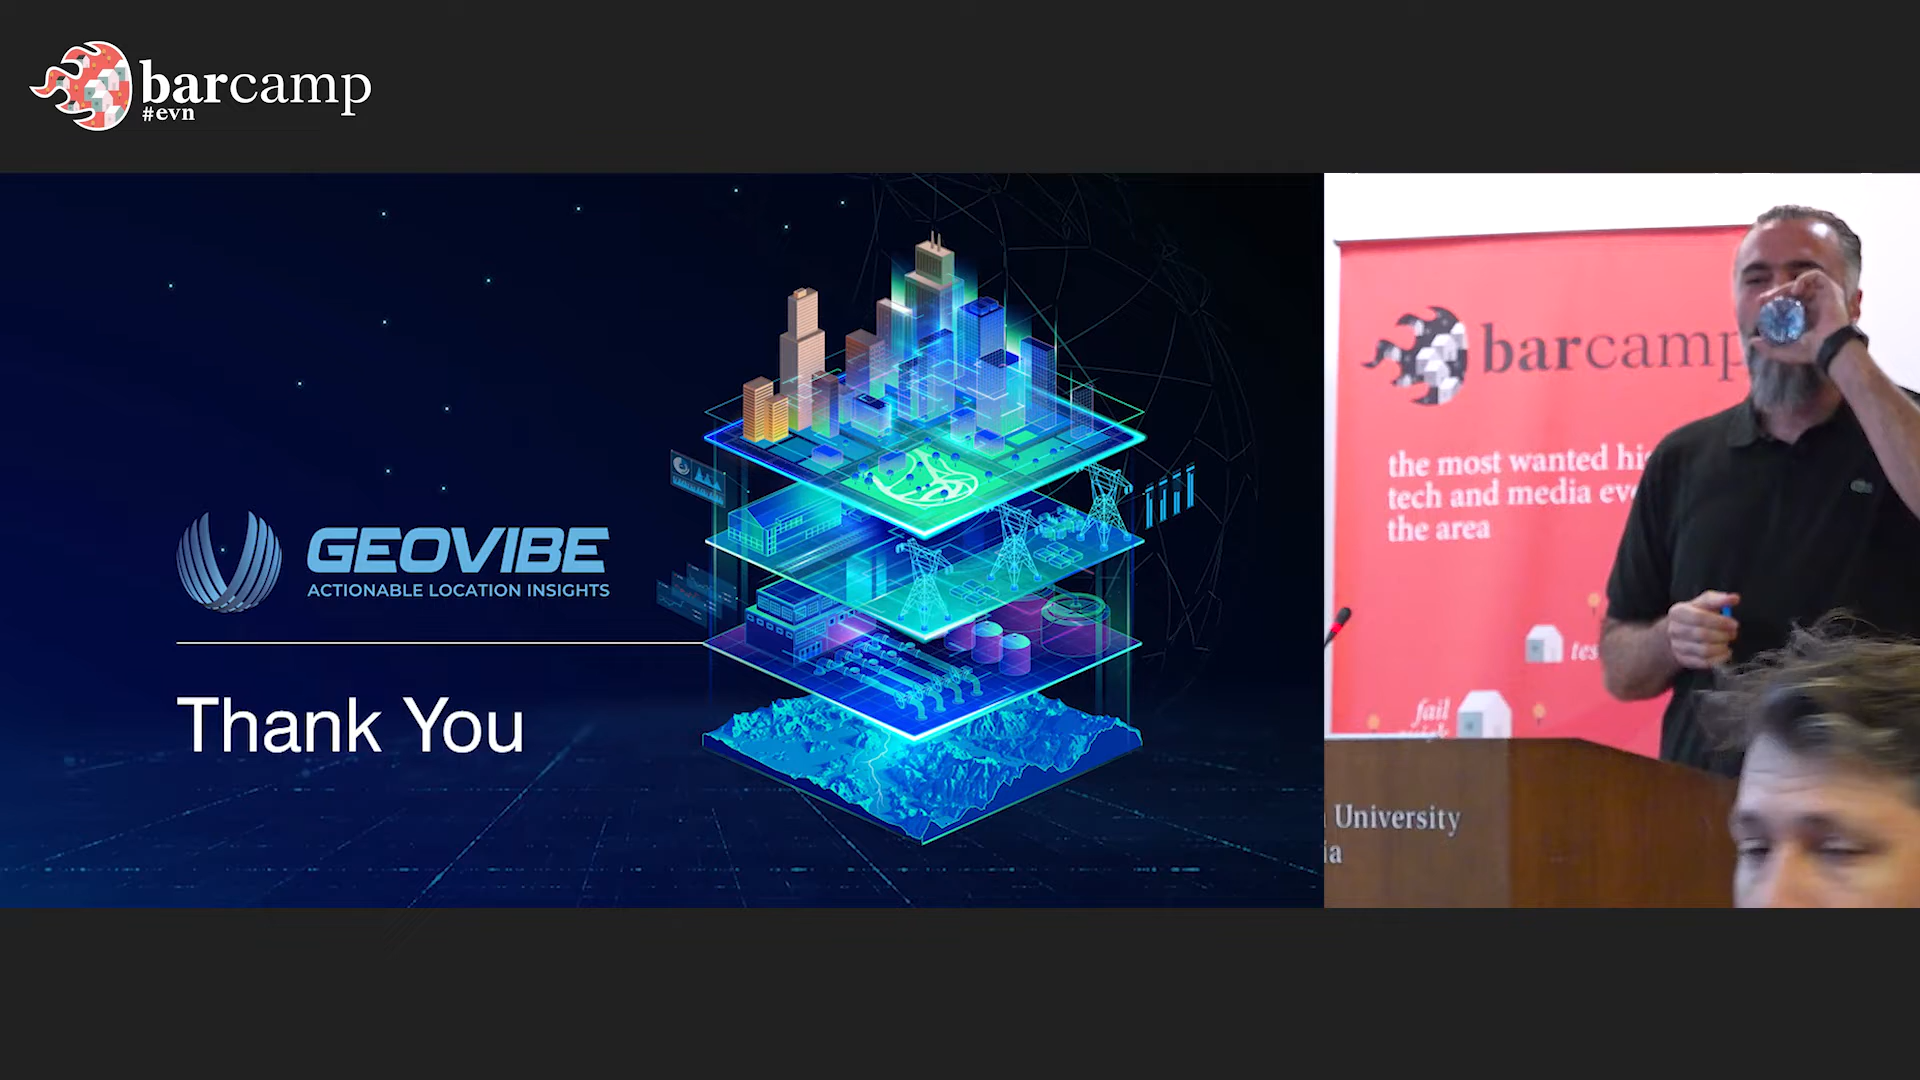 barcamp
#evn
GEOVIBE
ACTIONABLE LOCATION INSIGHTS
Thank You
barcamp
the most wanted
tech and media
the area
fail
University